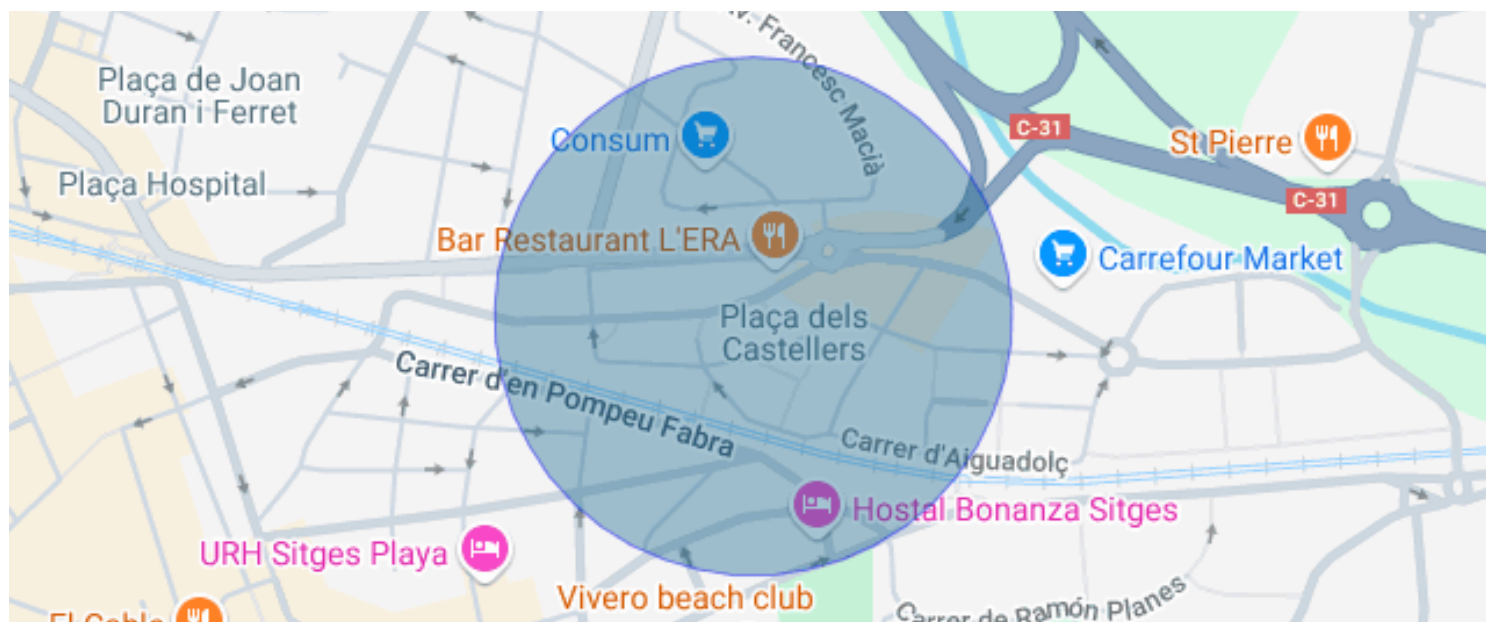 Av. Francesc Macià
Plaça de Joan
Duran i Ferret
Consum
C-31
St Pierre
Plaça Hospital
C-31
Bar Restaurant L'ERA
Carrefour Market
Plaça dels
Castellers
Carrer d'en Pompeu Fabra
Carrer d'Aiguadolç
Hostal Bonanza Sitges
URH Sitges Playa
Vivero beach club
Carrer de Ramón Planes